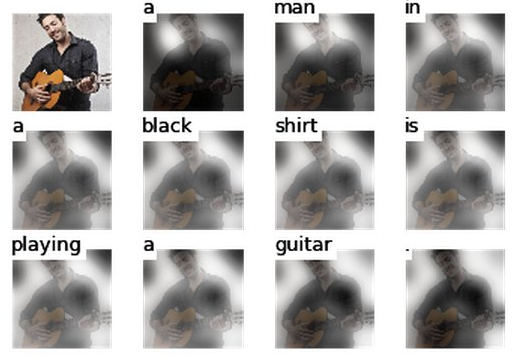 a man in
a black shirt is
playing a guitar .